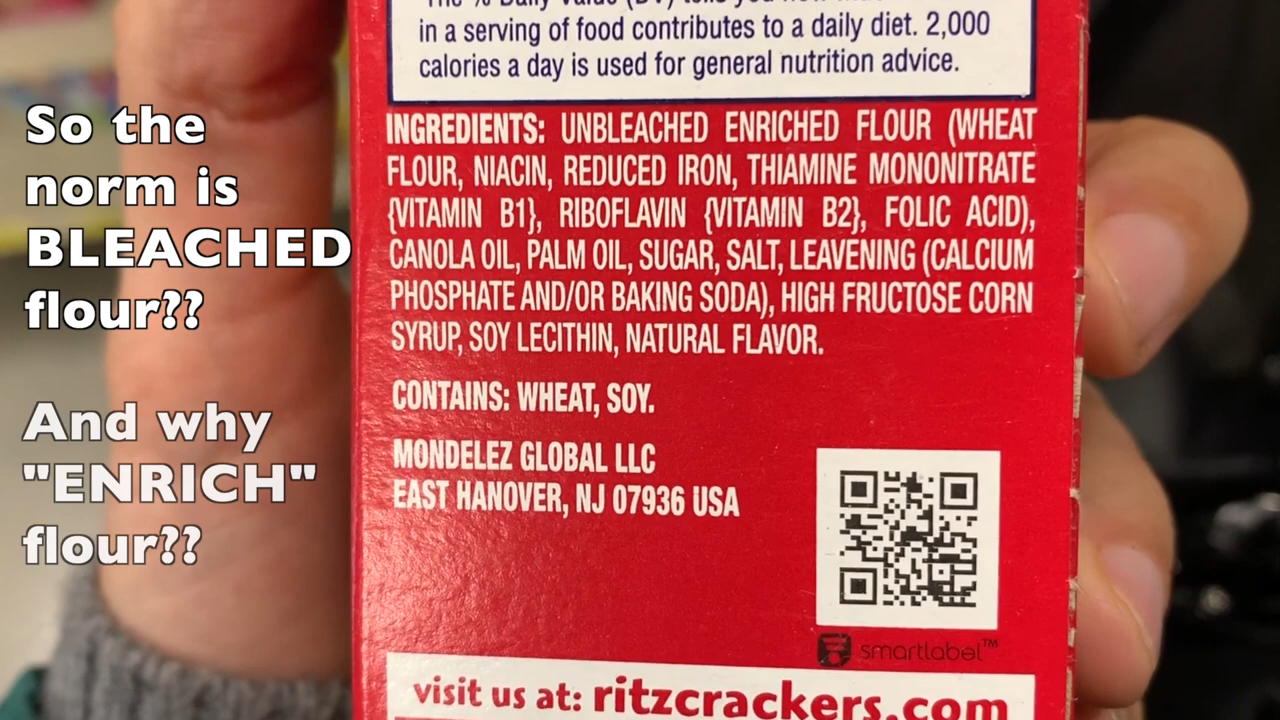 in a serving of food contributes to a daily diet. 2,000
calories a day is used for general nutrition advice.
INGREDIENTS: UNBLEACHED ENRICHED FLOUR (WHEAT
FLOUR, NIACIN, REDUCED IRON, THIAMINE MONONITRATE
{VITAMIN B1}, RIBOFLAVIN {VITAMIN B2}, FOLIC ACID),
CANOLA OIL, PALM OIL, SUGAR, SALT, LEAVENING (CALCIUM
PHOSPHATE AND/OR BAKING SODA), HIGH FRUCTOSE CORN
SYRUP, SOY LECITHIN, NATURAL FLAVOR.
CONTAINS: WHEAT, SOY.
MONDELEZ GLOBAL LLC
EAST HANOVER, NJ 07936 USA
smartlabel™
visit us at: ritzcrackers.com
So the
norm is
BLEACHED
flour??
And why
"ENRICH"
flour??